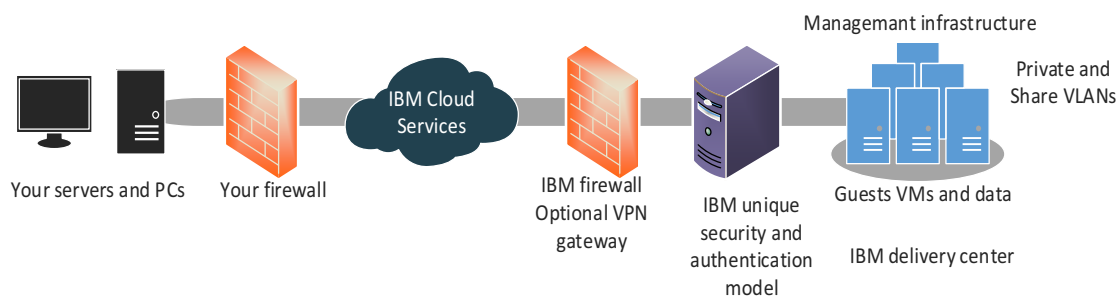 Managemant infrastructure
Private and
Share VLANs
IBM Cloud
Services
Your servers and PCs
Your firewall
IBM firewall
Optional VPN
gateway
IBM unique
security and
authentication
model
Guests VMs and data
IBM delivery center